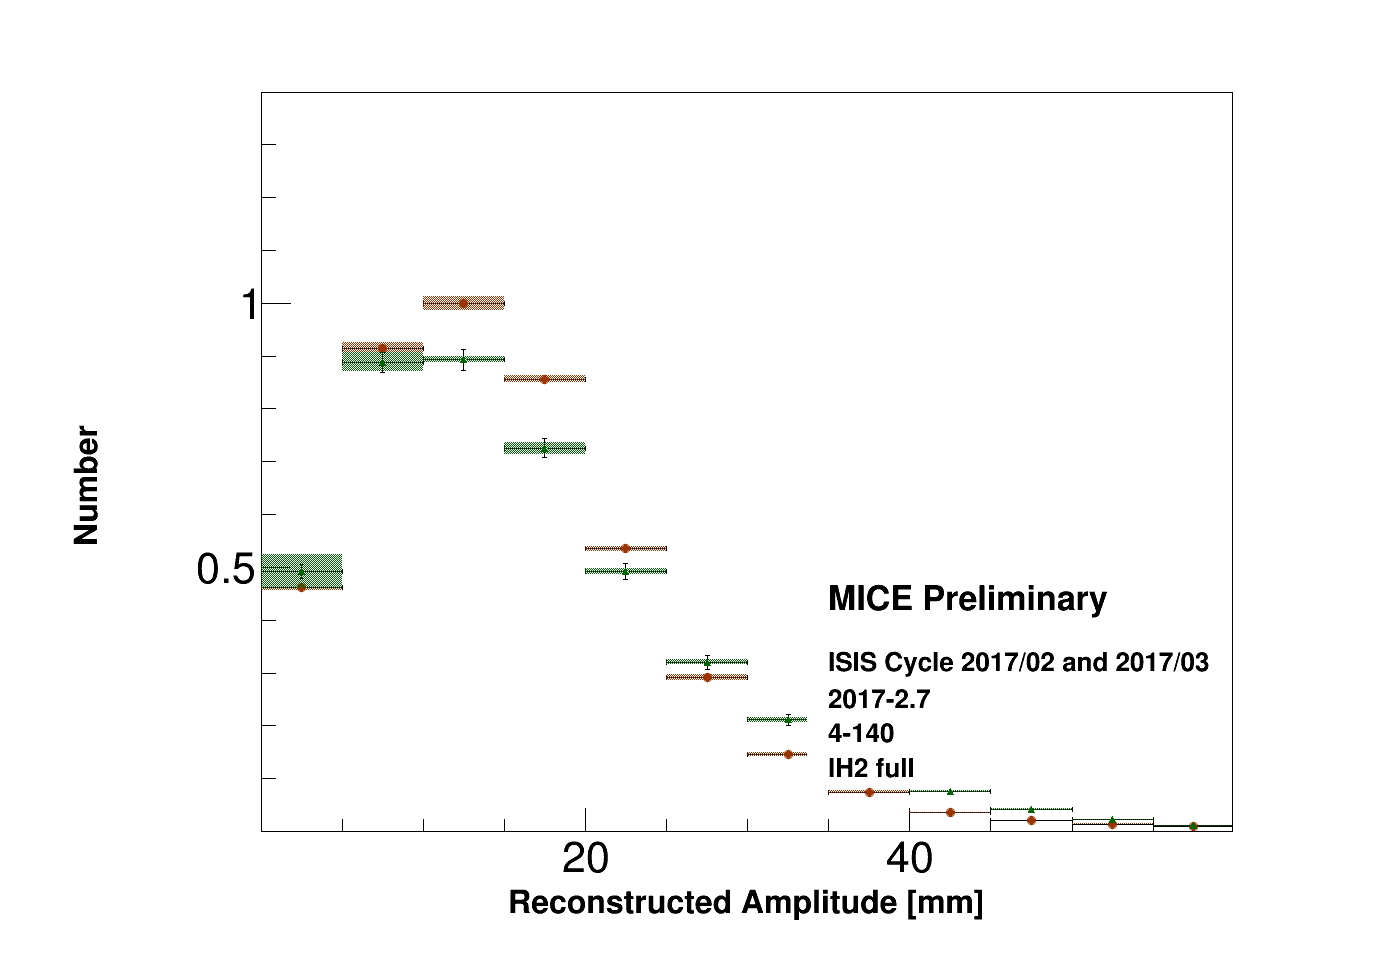 1
0.5
Number
MICE Preliminary
ISIS Cycle 2017/02 and 2017/03
2017-2.7
4-140
IH2 full
20
40
Reconstructed Amplitude [mm]